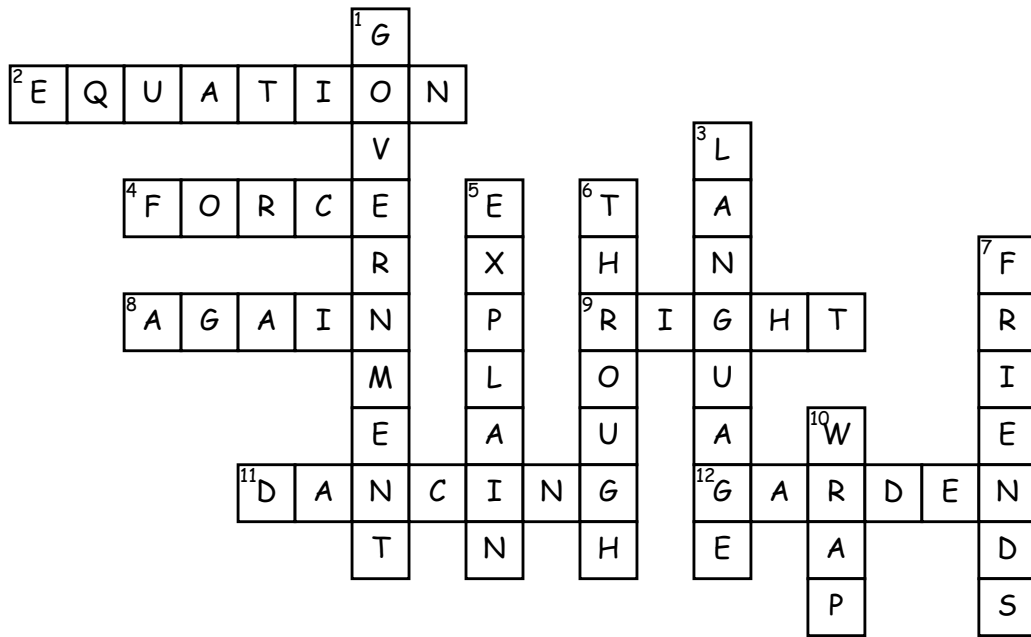 1 G
2 E Q U A T I O N
V 3 L
4 F O R C E 5 E 6 T A
R X H N 7 F
8 A G A I N P 9 R I G H T R
M L O U I
E A U A 10 W E
11 D A N C I N G 12 G A R D E N
T N H E A D
P S